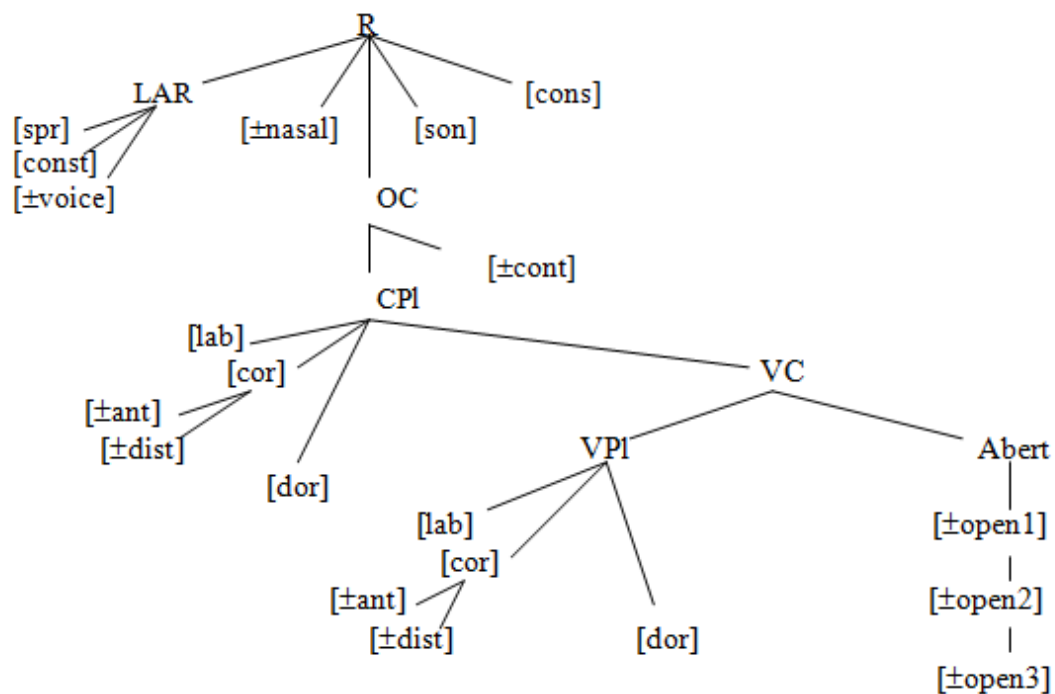 R
LAR
[cons]
[spr]
[±nasal]
[son]
[const]
[±voice]
OC
[±cont]
CPl
[lab]
[cor]
VC
[±ant]
[±dist]
VPl
Abert
[dor]
[lab]
[±open1]
[cor]
[±ant]
[±open2]
[±dist]
[dor]
[±open3]